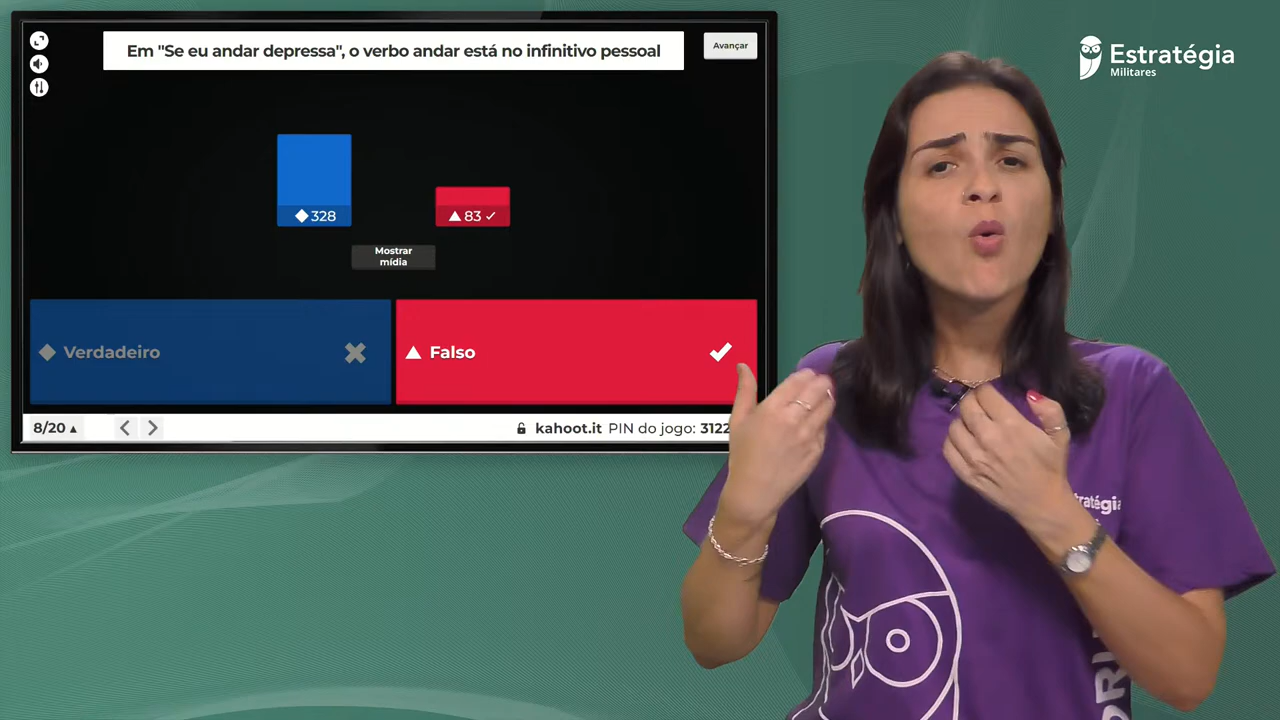 Em "Se eu andar depressa", o verbo andar está no infinitivo pessoal
Avançar
Estratégia
Militares
328
83
Mostrar
mídia
Verdadeiro
Falso
8/20
kahoot.it PIN do jogo: 3122